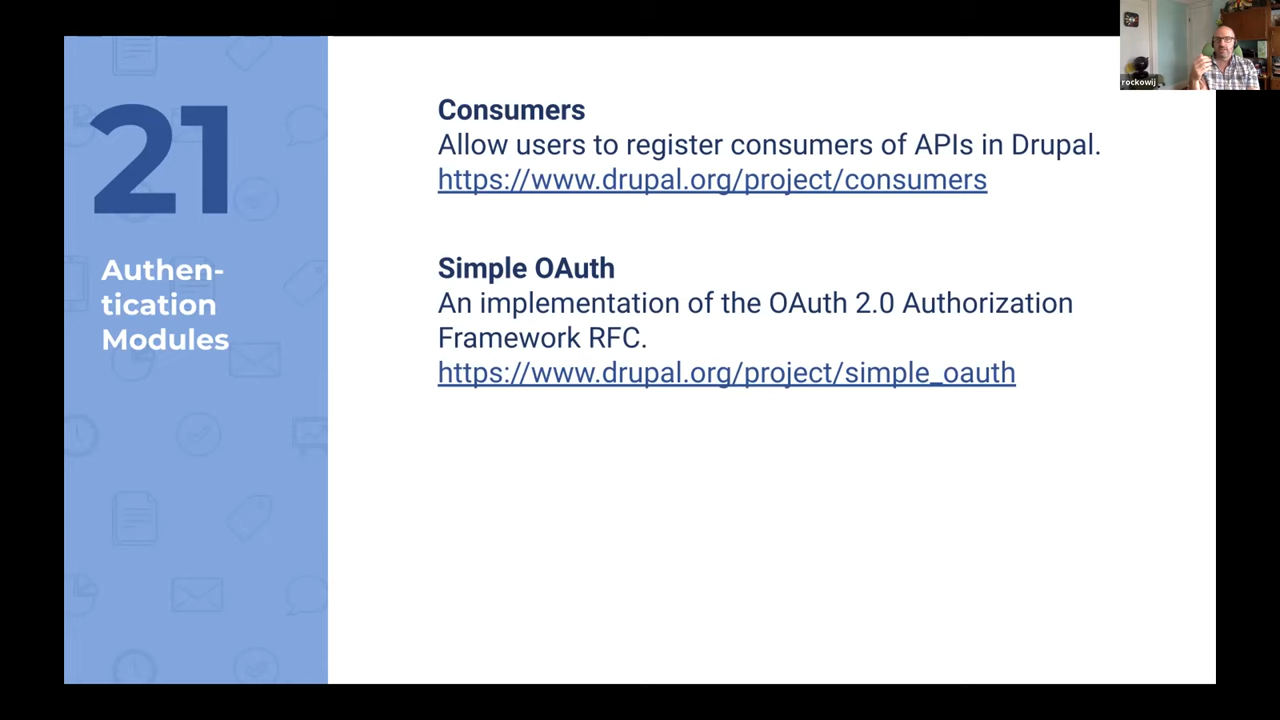 21
Authen-
tication
Modules
Consumers
Allow users to register consumers of APIs in Drupal.
https://www.drupal.org/project/consumers
Simple OAuth
An implementation of the OAuth 2.0 Authorization
Framework RFC.
https://www.drupal.org/project/simple_oauth
rockowij